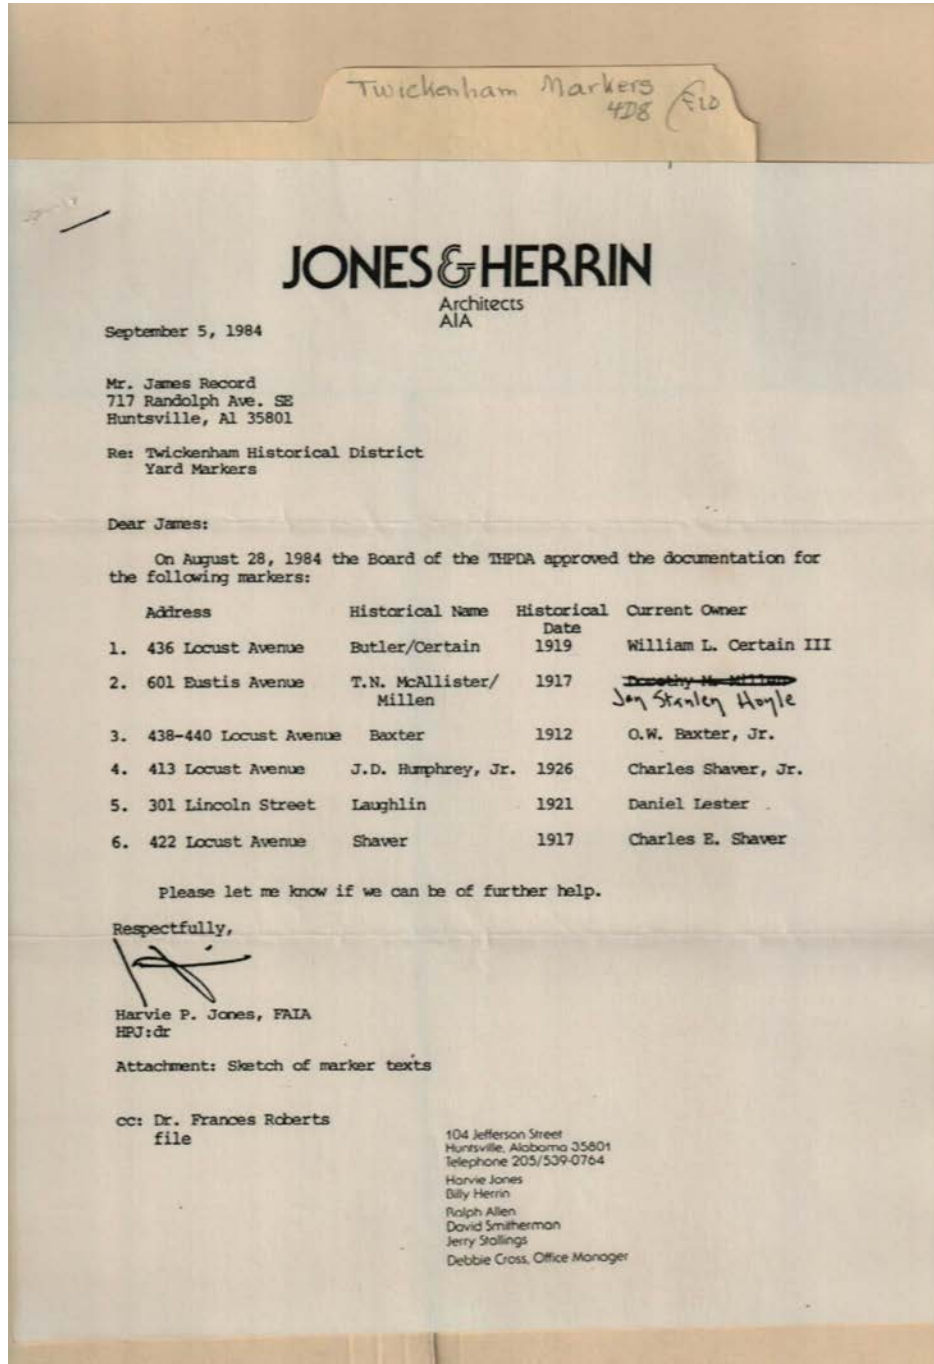 Twickenham Markers
4D8
JONES & HERRIN
Architects
AIA
September 5, 1984
Mr. James Record
717 Randolph Ave. SE
Huntsville, Al 35801
Re: Twickenham Historical District
Yard Markers
Dear James:
On August 28, 1984 the Board of the THPDA approved the documentation for
the following markers:
Address Historical Name Historical Current Owner
Date
1. 436 Locust Avenue Butler/Certain 1919 William L. Certain III
2. 601 Eustis Avenue T.N. McAllister/ 1917 Dorothy M. Millen
Millen Jon Stanley Hoyle
3. 438-440 Locust Avenue Baxter 1912 O.W. Baxter, Jr.
4. 413 Locust Avenue J.D. Humphrey, Jr. 1926 Charles Shaver, Jr.
5. 301 Lincoln Street Laughlin 1921 Daniel Lester
6. 422 Locust Avenue Shaver 1917 Charles E. Shaver
Please let me know if we can be of further help.
Respectfully,
Harvie P. Jones, FAIA
HPJ:dr
Attachment: Sketch of marker texts
cc: Dr. Frances Roberts
file
104 Jefferson Street
Huntsville, Alabama 35801
Telephone 205/539-0764
Harvie Jones
Billy Herrin
Ralph Allen
David Smitherman
Jerry Stallings
Debbie Cross, Office Manager